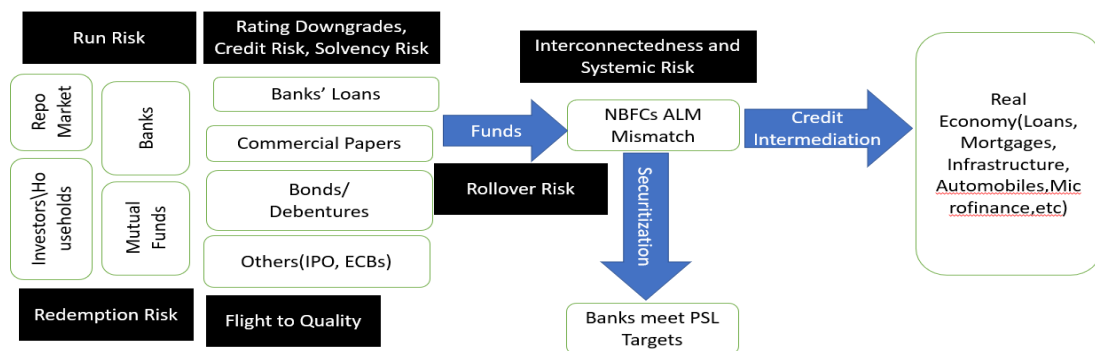 Run Risk
Rating Downgrades,
Credit Risk, Solvency Risk
Interconnectedness and
Systemic Risk
Repo
Market
Banks
Investors\Ho
useholds
Mutual
Funds
Banks' Loans
Commercial Papers
Bonds/
Debentures
Others(IPO, ECBs)
Funds
Rollover Risk
NBFCs ALM
Mismatch
Credit
Intermediation
Securitization
Real
Economy(Loans,
Mortgages,
Infrastructure,
Automobiles,Mic
rofinance,etc)
Redemption Risk
Flight to Quality
Banks meet PSL
Targets